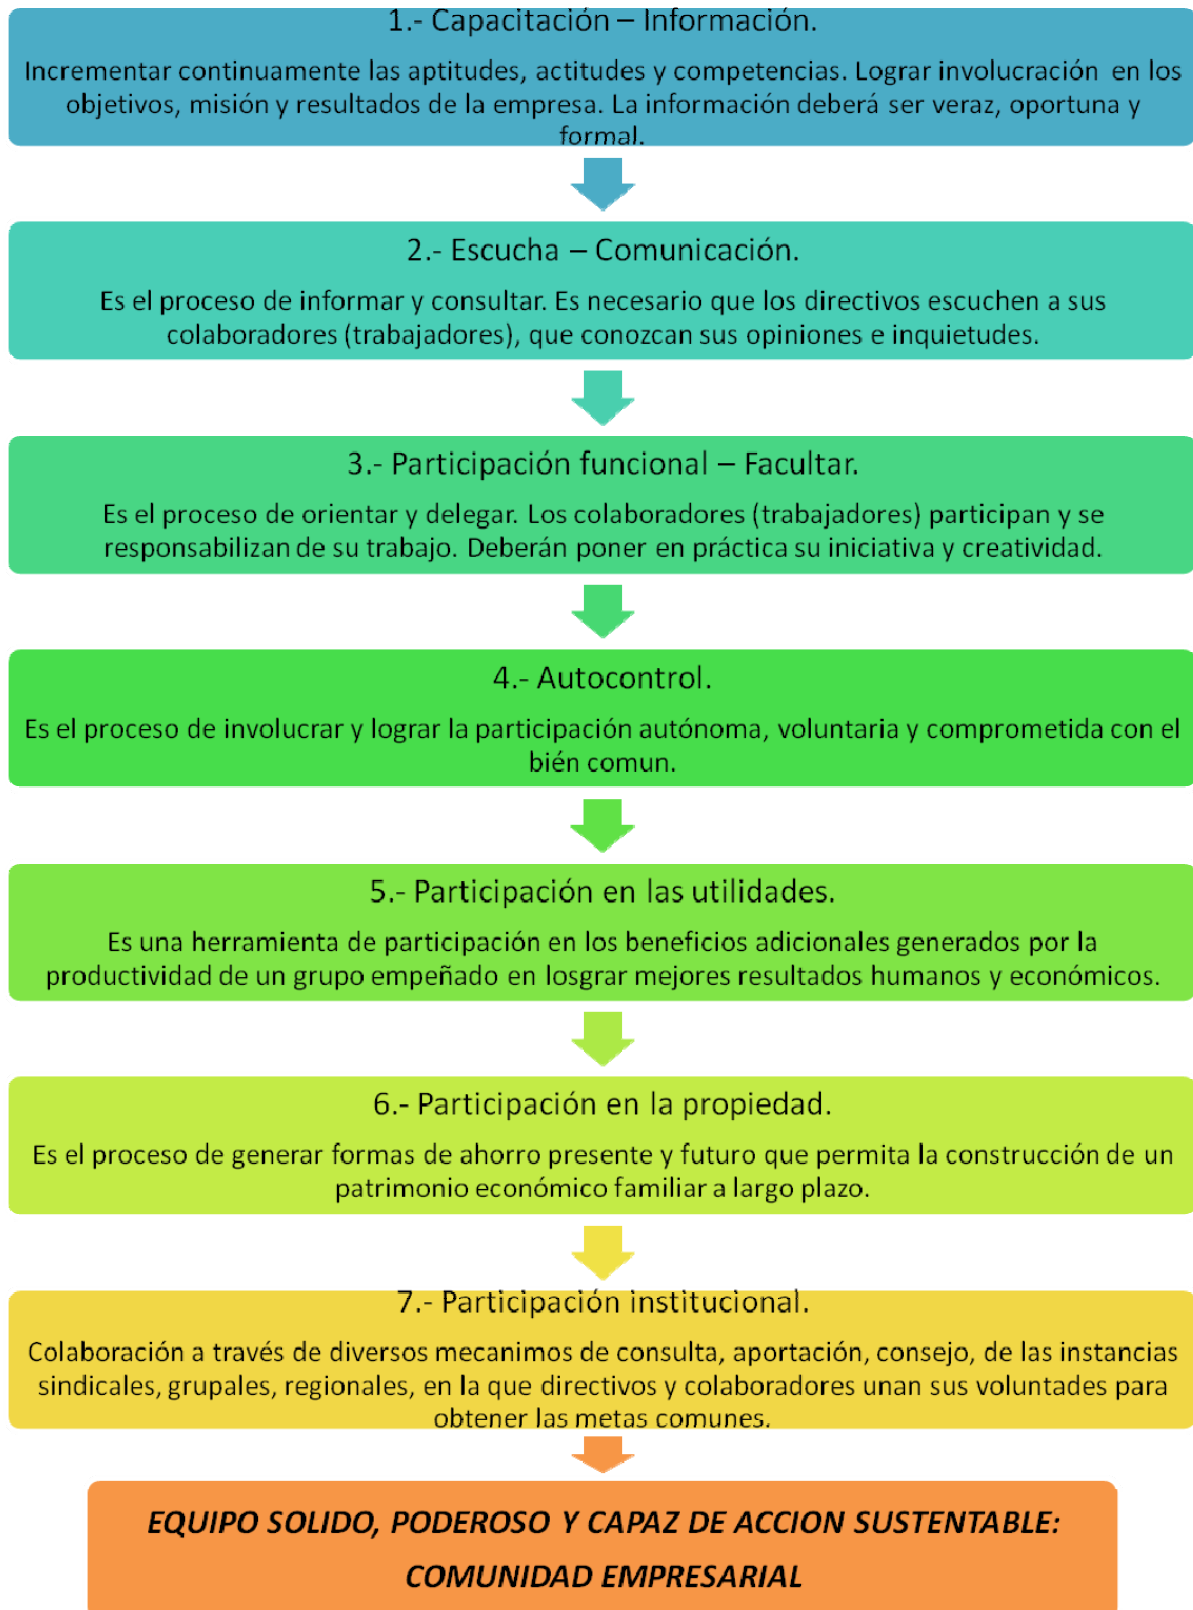 1.- Capacitación – Información.
Incrementar continuamente las aptitudes, actitudes y competencias. Lograr involucración en los
objetivos, misión y resultados de la empresa. La información deberá ser veraz, oportuna y
formal.
2.- Escucha – Comunicación.
Es el proceso de informar y consultar. Es necesario que los directivos escuchen a sus
colaboradores (trabajadores), que conozcan sus opiniones e inquietudes.
3.- Participación funcional – Facultar.
Es el proceso de orientar y delegar. Los colaboradores (trabajadores) participan y se
responsabilizan de su trabajo. Deberán poner en práctica su iniciativa y creatividad.
4.- Autocontrol.
Es el proceso de involucrar y lograr la participación autónoma, voluntaria y comprometida con el
bién comun.
5.- Participación en las utilidades.
Es una herramienta de participación en los beneficios adicionales generados por la
productividad de un grupo empeñado en losgrar mejores resultados humanos y económicos.
6.- Participación en la propiedad.
Es el proceso de generar formas de ahorro presente y futuro que permita la construcción de un
patrimonio económico familiar a largo plazo.
7.- Participación institucional.
Colaboración a través de diversos mecanimos de consulta, aportación, consejo, de las instancias
sindicales, grupales, regionales, en la que directivos y colaboradores unan sus voluntades para
obtener las metas comunes.
EQUIPO SOLIDO, PODEROSO Y CAPAZ DE ACCION SUSTENTABLE:
COMUNIDAD EMPRESARIAL